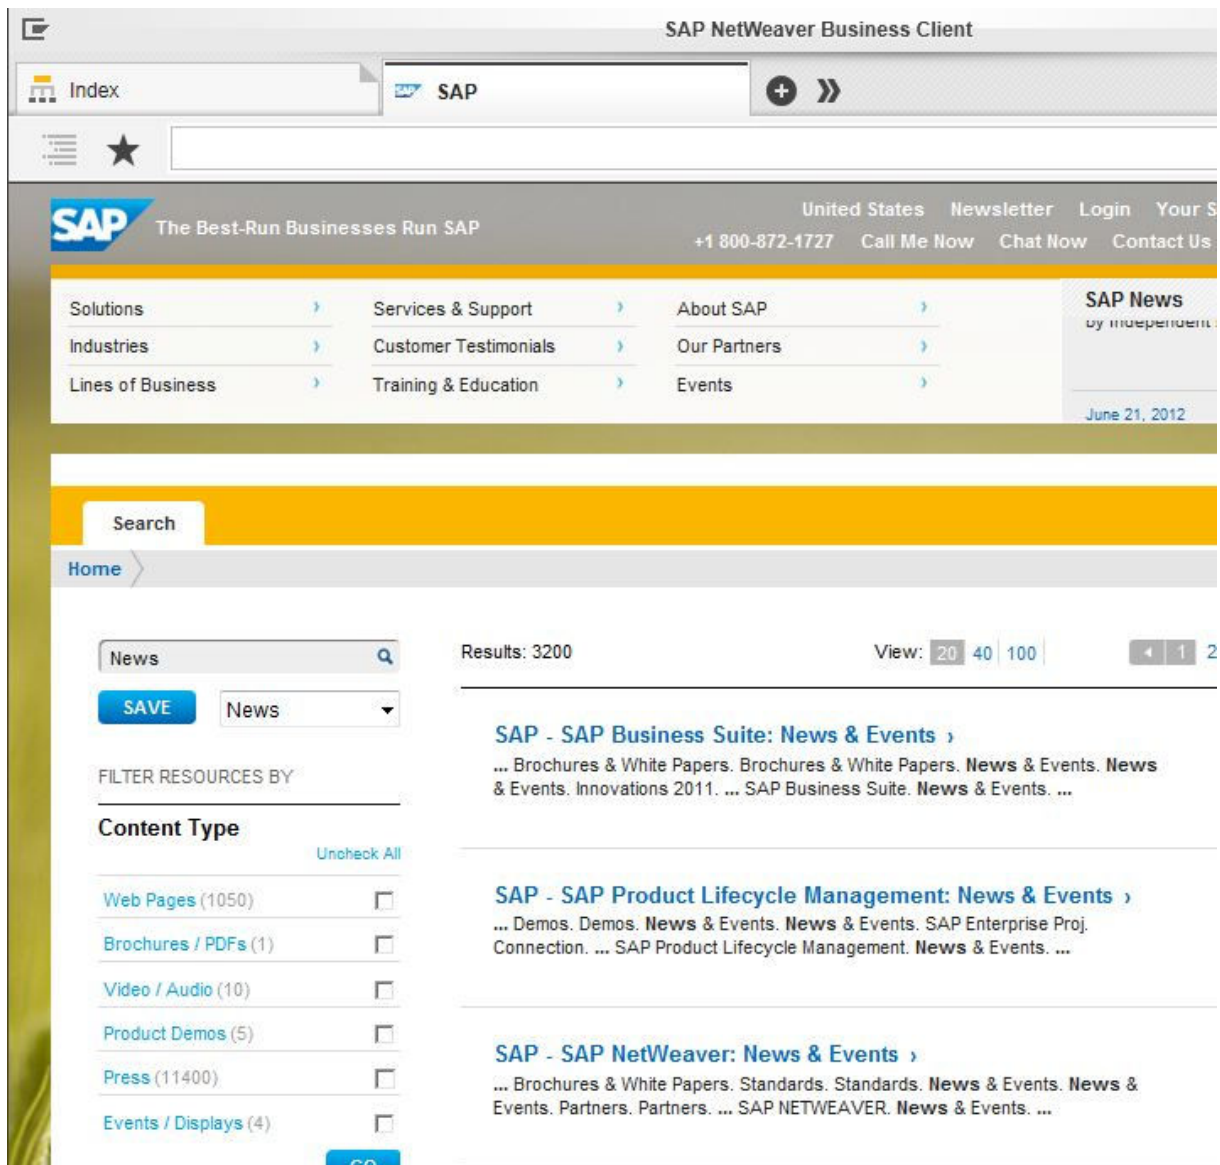 SAP NetWeaver Business Client
Index
SAP
SAP The Best-Run Businesses Run SAP
United States Newsletter Login Your
+1 800-872-1727 Call Me Now Chat Now Contact Us
Solutions › Services & Support › About SAP ›
Industries › Customer Testimonials › Our Partners ›
Lines of Business › Training & Education › Events ›
SAP News
by Independent
June 21, 2012
Search
Home
News
SAVE News
FILTER RESOURCES BY
Content Type
Uncheck All
Web Pages (1050)
Brochures / PDFs (1)
Video / Audio (10)
Product Demos (5)
Press (11400)
Events / Displays (4)
GO
Results: 3200 View: 20 40 100 1 2
SAP - SAP Business Suite: News & Events ›
... Brochures & White Papers. Brochures & White Papers. News & Events. News
& Events. Innovations 2011. ... SAP Business Suite. News & Events. ...
SAP - SAP Product Lifecycle Management: News & Events ›
... Demos. Demos. News & Events. News & Events. SAP Enterprise Proj.
Connection. ... SAP Product Lifecycle Management. News & Events. ...
SAP - SAP NetWeaver: News & Events ›
... Brochures & White Papers. Standards. Standards. News & Events. News &
Events. Partners. Partners. ... SAP NETWEAVER. News & Events. ...